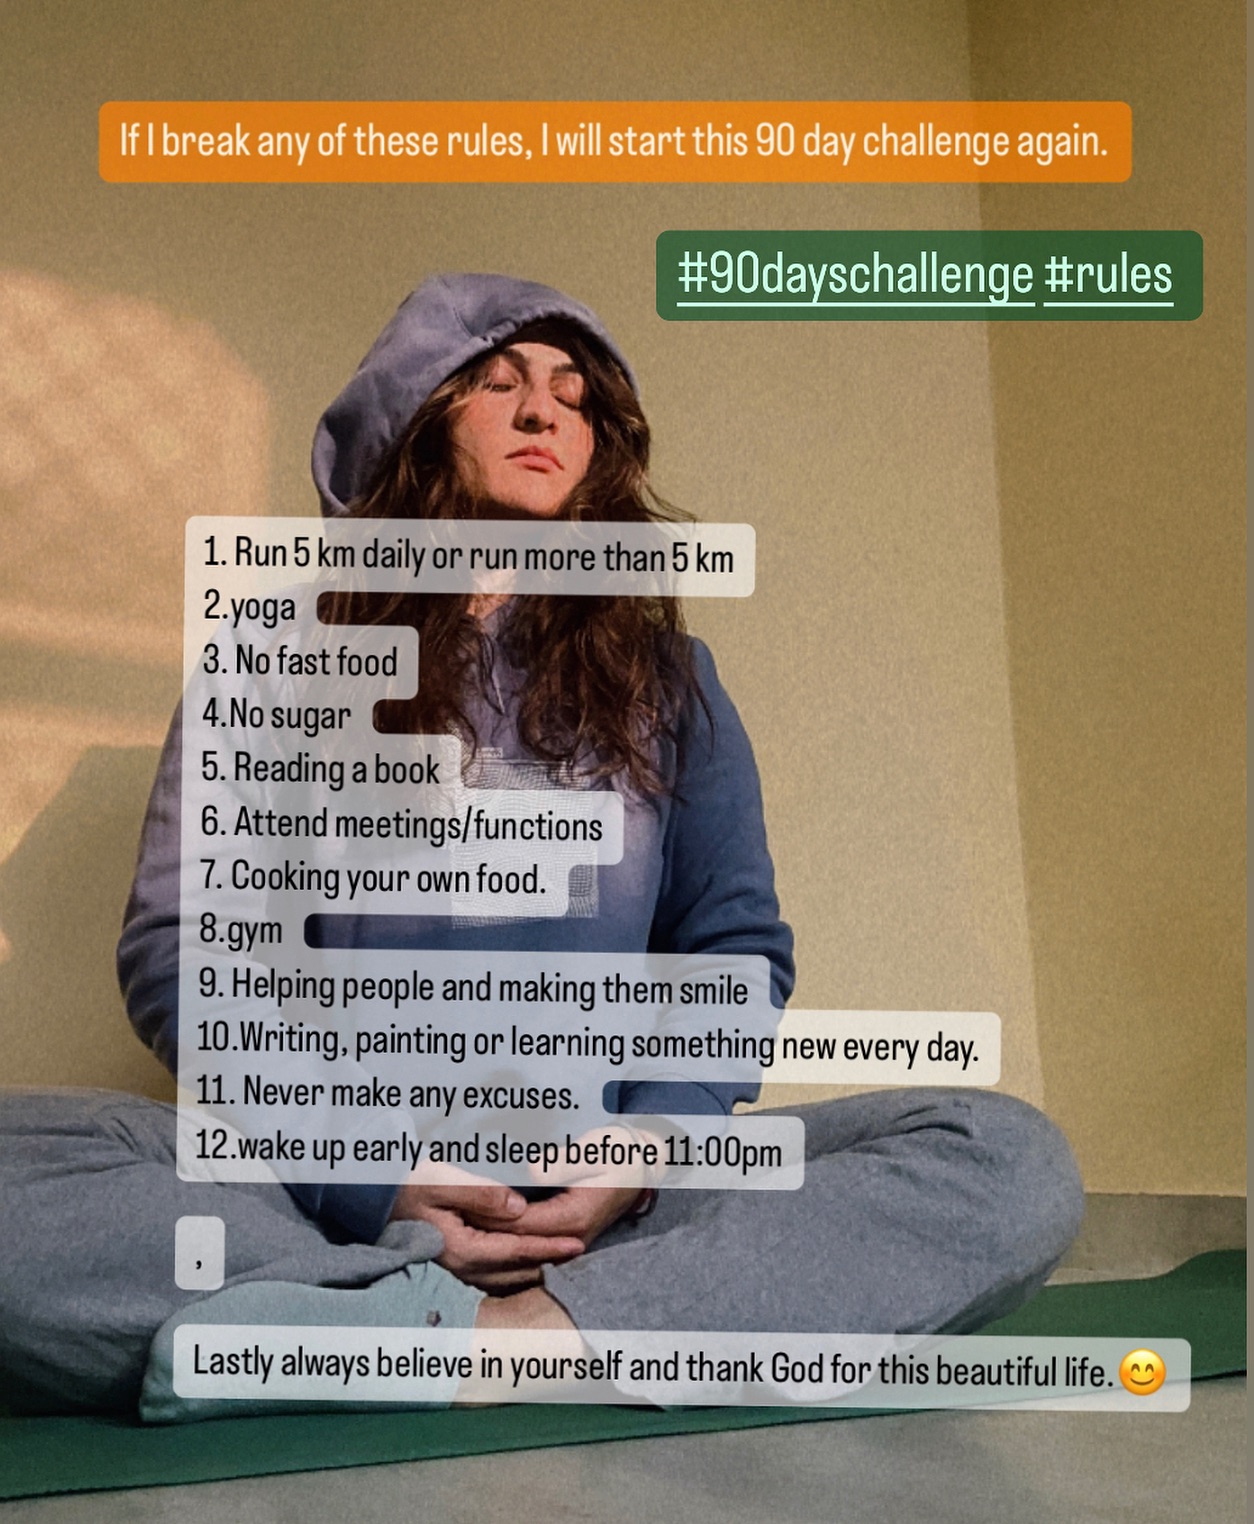 If I break any of these rules, I will start this 90 day challenge again.
#90dayschallenge #rules
1. Run 5 km daily or run more than 5 km
2.yoga
3. No fast food
4.No sugar
5. Reading a book
6. Attend meetings/functions
7. Cooking your own food.
8.gym
9. Helping people and making them smile
10.Writing, painting or learning something new every day.
11. Never make any excuses.
12.wake up early and sleep before 11:00pm
,
Lastly always believe in yourself and thank God for this beautiful life.😊